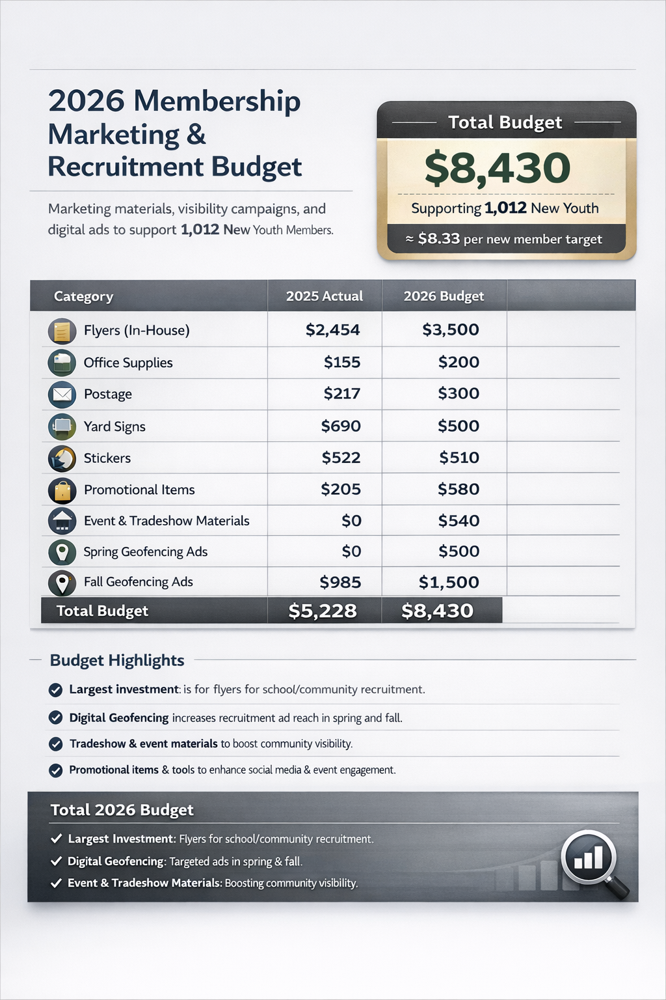 2026 Membership
Marketing &
Recruitment Budget
Marketing materials, visibility campaigns, and
digital ads to support 1,012 New Youth Members.
Total Budget
$8,430
Supporting 1,012 New Youth
≈ $8.33 per new member target
Category 2025 Actual 2026 Budget
Flyers (In-House) $2,454 $3,500
Office Supplies $155 $200
Postage $217 $300
Yard Signs $690 $500
Stickers $522 $510
Promotional Items $205 $580
Event & Tradeshow Materials $0 $540
Spring Geofencing Ads $0 $500
Fall Geofencing Ads $985 $1,500
Total Budget $5,228 $8,430
Budget Highlights
Largest investment: is for flyers for school/community recruitment.
Digital Geofencing increases recruitment ad reach in spring and fall.
Tradeshow & event materials to boost community visibility.
Promotional items & tools to enhance social media & event engagement.
Total 2026 Budget
Largest Investment: Flyers for school/community recruitment.
Digital Geofencing: Targeted ads in spring & fall.
Event & Tradeshow Materials: Boosting community visibility.